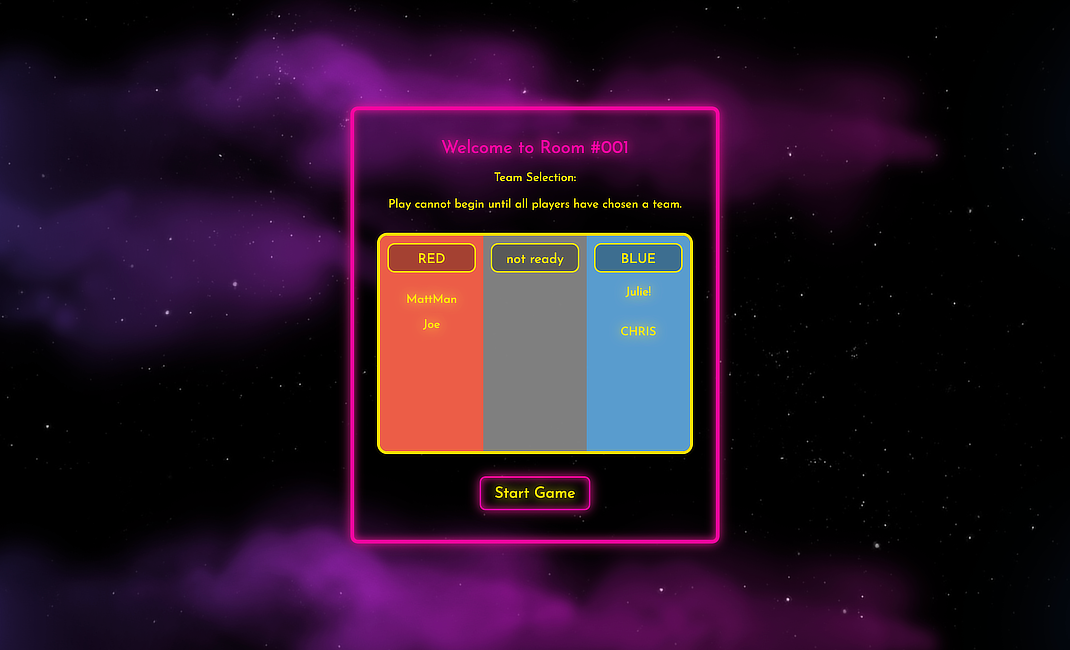 Welcome to Room #001
Team Selection:
Play cannot begin until all players have chosen a team.
RED
not ready
BLUE
MattMan
Joe
Julie!
CHRIS
Start Game